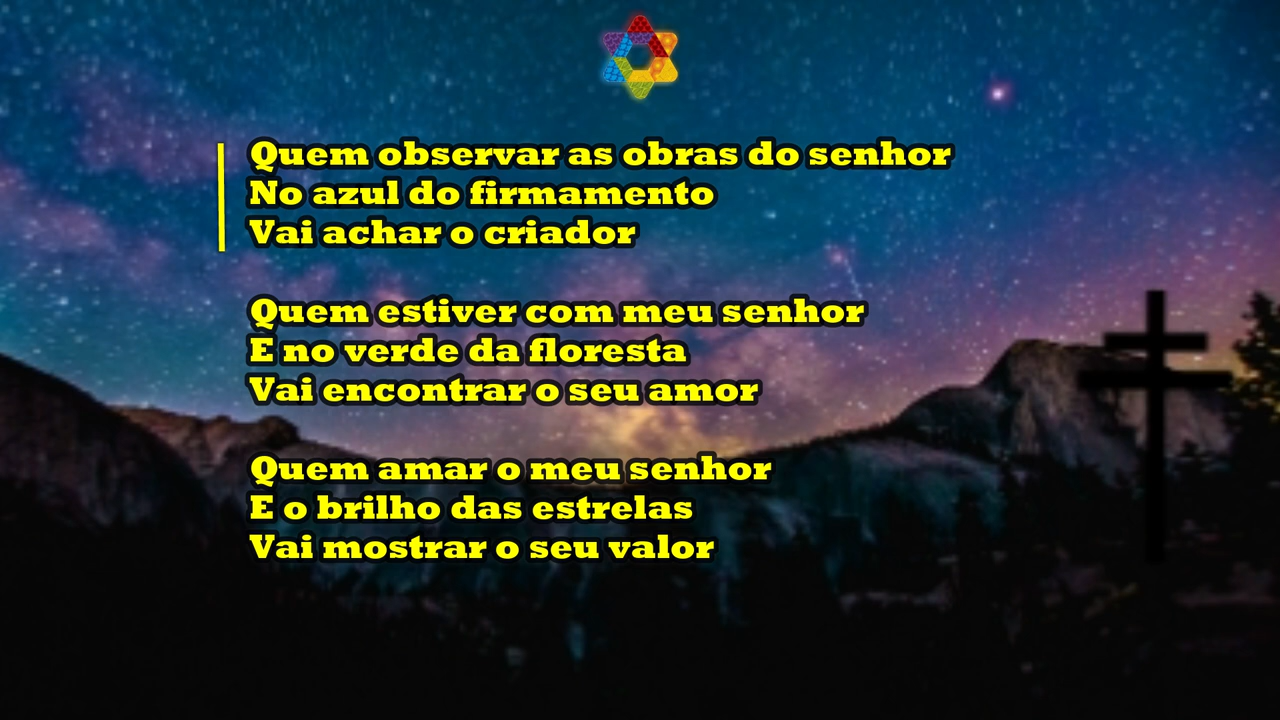 Quem observar as obras do senhor
No azul do firmamento
Vai achar o criador
Quem estiver com meu senhor
E no verde da floresta
Vai encontrar o seu amor
Quem amar o meu senhor
E o brilho das estrelas
Vai mostrar o seu valor